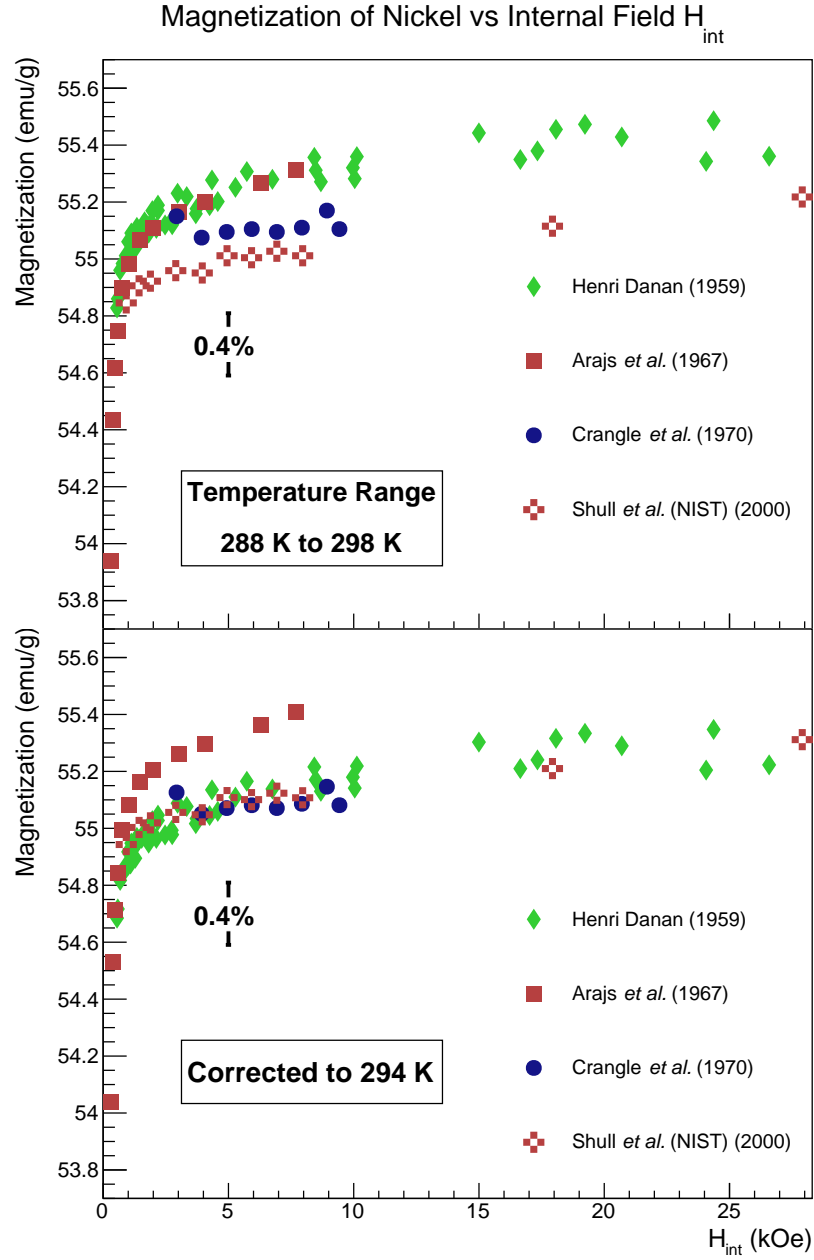 Magnetization of Nickel vs Internal Field H_int
Magnetization (emu/g)
55.6
55.4
55.2
55
54.8
54.6
54.4
54.2
54
53.8
0.4%
Henri Danan (1959)
Arajs et al. (1967)
Crangle et al. (1970)
Shull et al. (NIST) (2000)
Temperature Range
288 K to 298 K
Magnetization (emu/g)
55.6
55.4
55.2
55
54.8
54.6
54.4
54.2
54
53.8
0.4%
Henri Danan (1959)
Arajs et al. (1967)
Crangle et al. (1970)
Shull et al. (NIST) (2000)
Corrected to 294 K
0 5 10 15 20 25
H_int (kOe)